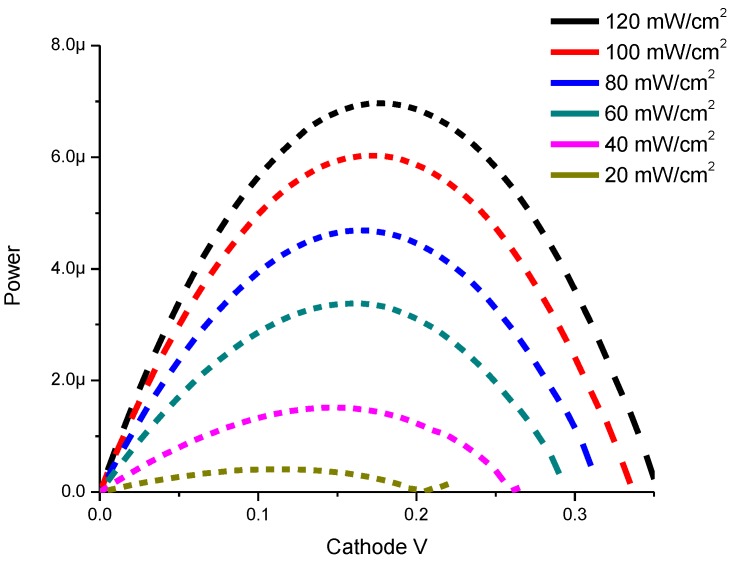 120 mW/cm²
100 mW/cm²
80 mW/cm²
60 mW/cm²
40 mW/cm²
20 mW/cm²
8.0µ
6.0µ
4.0µ
2.0µ
0.0
Power
0.0 0.1 0.2 0.3
Cathode V